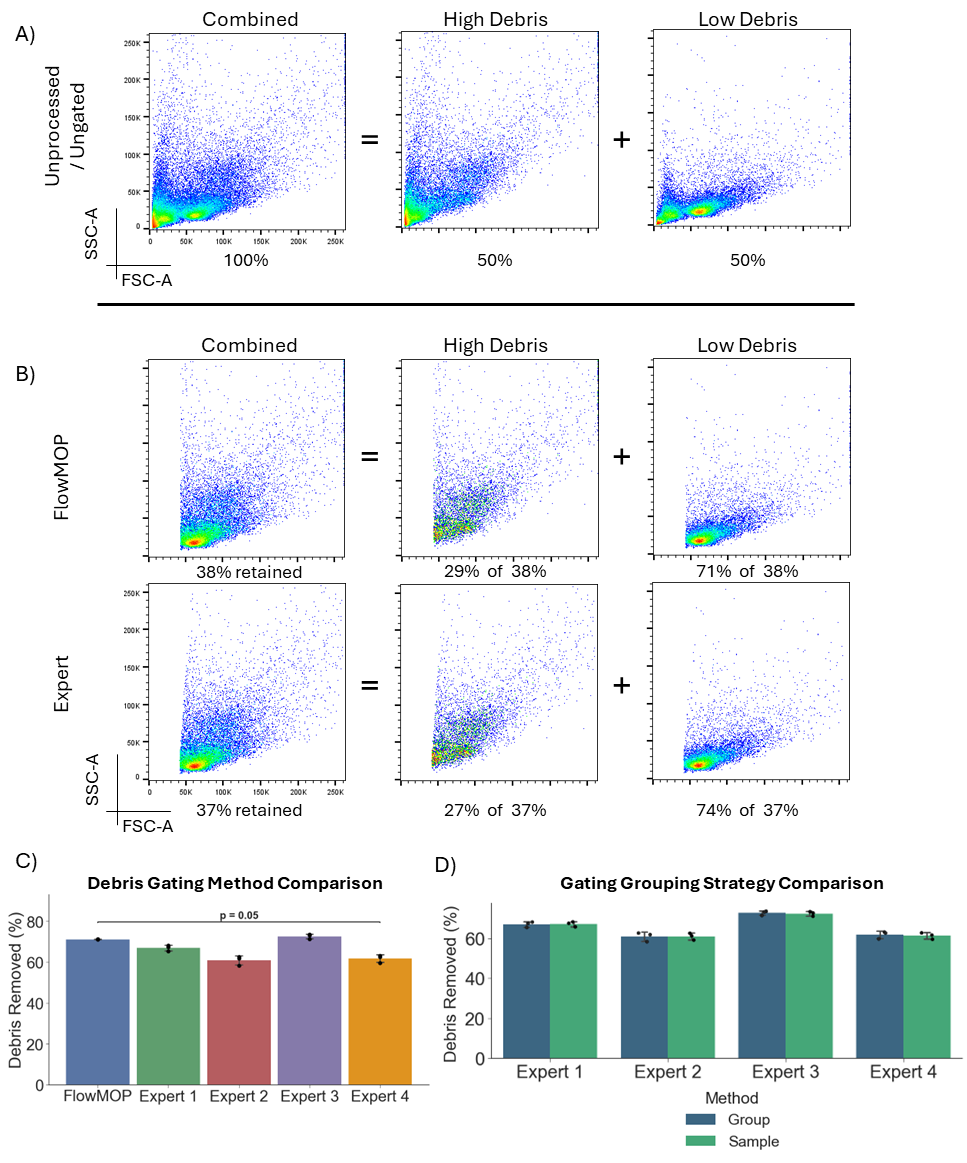 A)
Combined
High Debris
Low Debris
Unprocessed
/ Ungated
250K
200K
150K
100K
50K
0
0
50K
100K
150K
200K
250K
=
+
SSC-A
FSC-A
100%
50%
50%
B)
Combined
High Debris
Low Debris
FlowMOP
=
+
38% retained
29% of 38%
71% of 38%
Expert
250K
200K
150K
100K
50K
0
0
50K
100K
150K
200K
250K
=
+
SSC-A
FSC-A
37% retained
27% of 37%
74% of 37%
C)
Debris Gating Method Comparison
Debris Removed (%)
80
60
40
20
0
p = 0.05
FlowMOP
Expert 1
Expert 2
Expert 3
Expert 4
D)
Gating Grouping Strategy Comparison
Debris Removed (%)
60
40
20
0
Expert 1
Expert 2
Expert 3
Expert 4
Method
Group
Sample